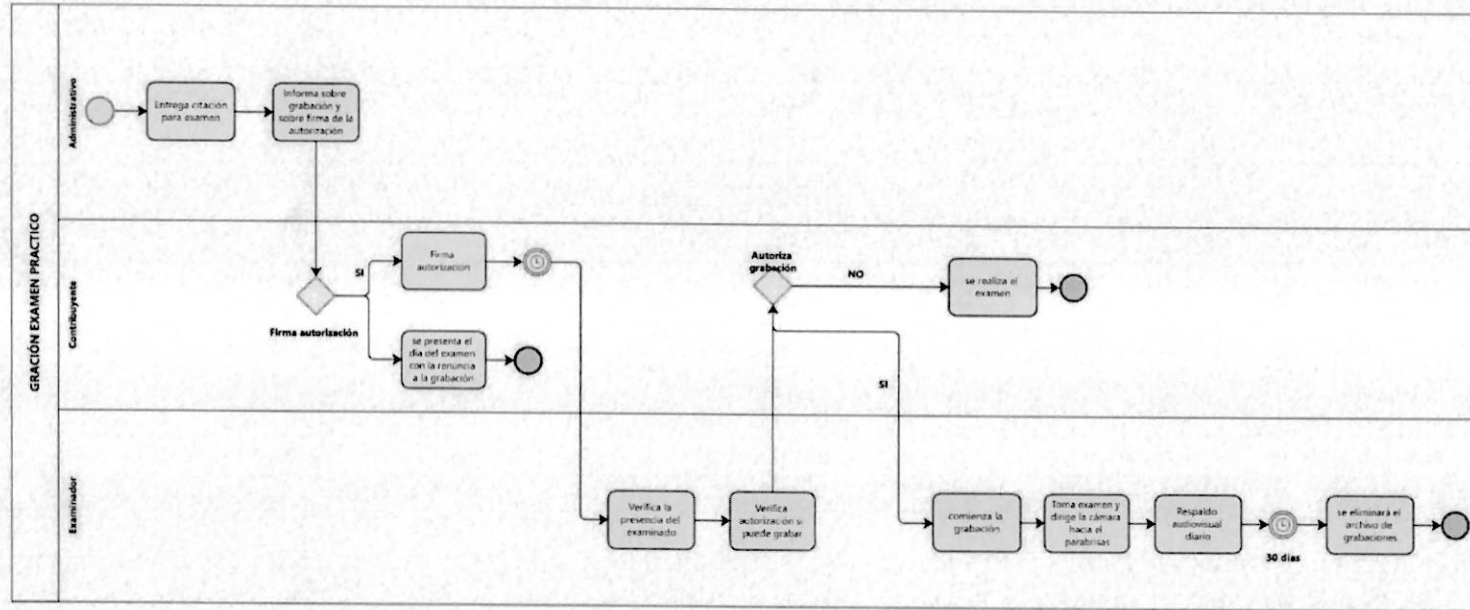 .GRACIÓN EXAMEN PRACTICO
Administrativo
Entrega citación
para examen
Informa sobre
grabación y
sobre firma de la
autorización
Contribuyente
Firma autorización
SI
Firma
autorización
se presenta el
día del examen
con la renuncia
a la grabación
Autoriza
grabación
NO
se realiza el
examen
SI
Examinador
Verifica la
presencia del
examinado
Verifica
autorización si
puede grabar
comienza la
grabación
Toma examen y
dirige la cámara
hacia el
parabrisas
Respaldo
audiovisual
diario
30 días
se eliminará el
archivo de
grabaciones